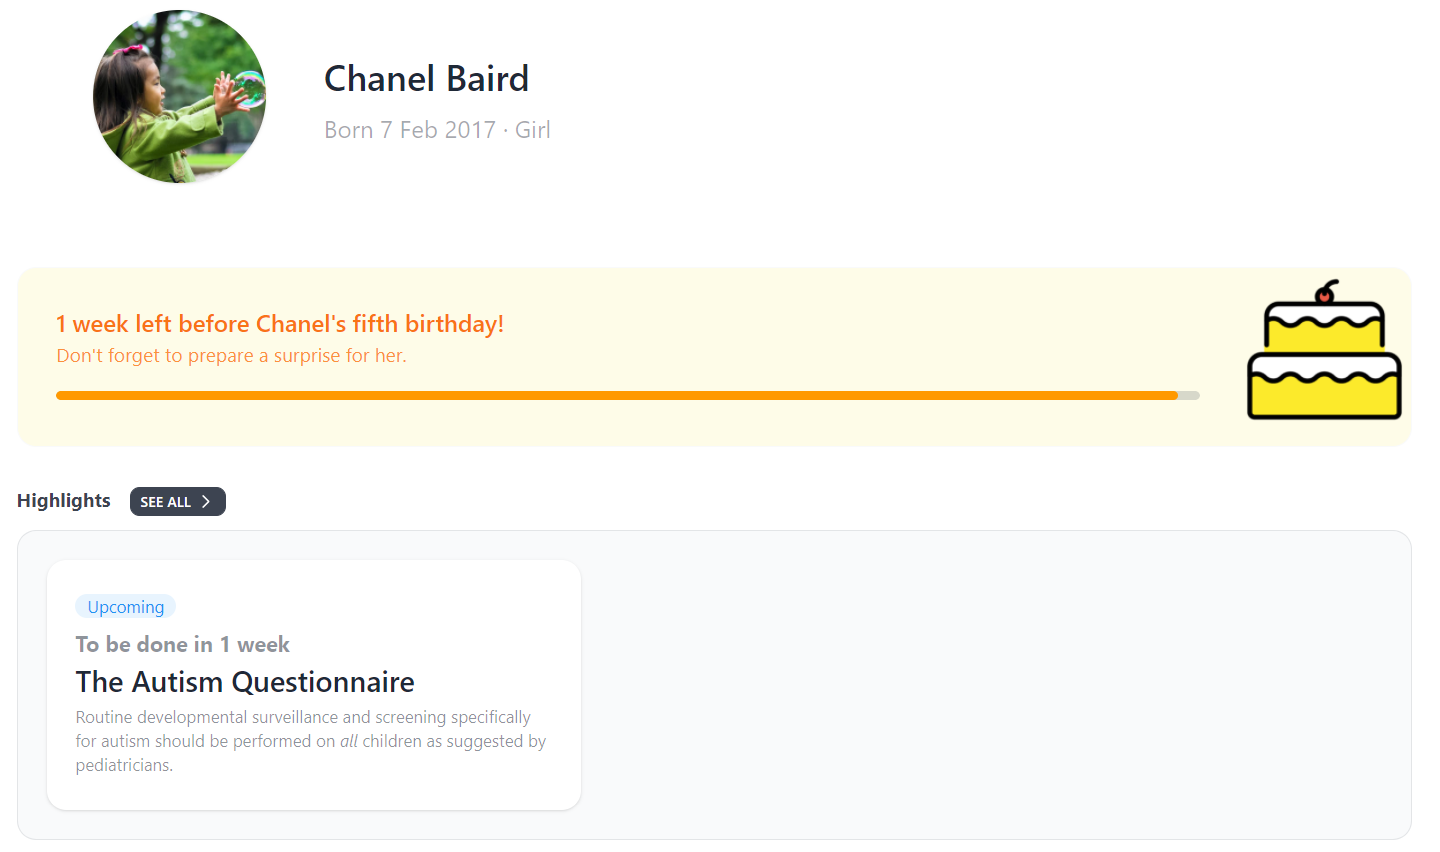 Chanel Baird
Born 7 Feb 2017 · Girl
1 week left before Chanel's fifth birthday!
Don't forget to prepare a surprise for her.
Highlights
SEE ALL
Upcoming
To be done in 1 week
The Autism Questionnaire
Routine developmental surveillance and screening specifically
for autism should be performed on all children as suggested by
pediatricians.